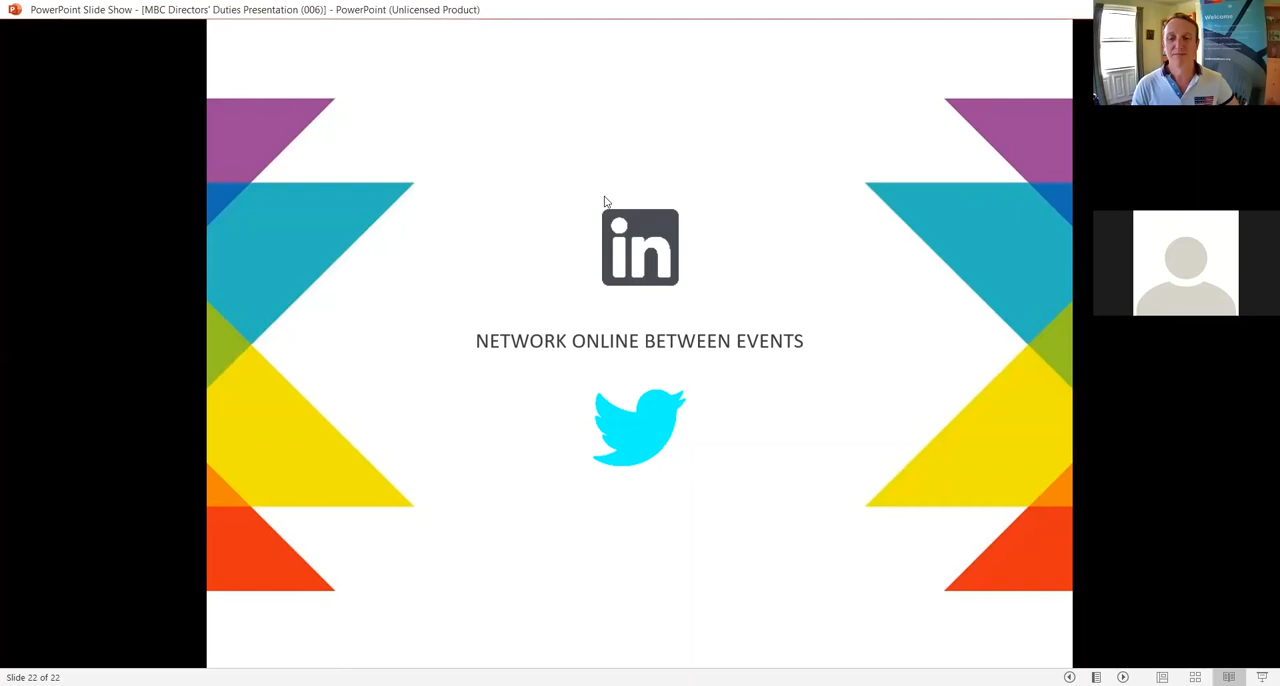 PowerPoint Slide Show - [MBC Directors' Duties Presentation (006)] - PowerPoint (Unlicensed Product)
Welcome
in
NETWORK ONLINE BETWEEN EVENTS
Slide 22 of 22